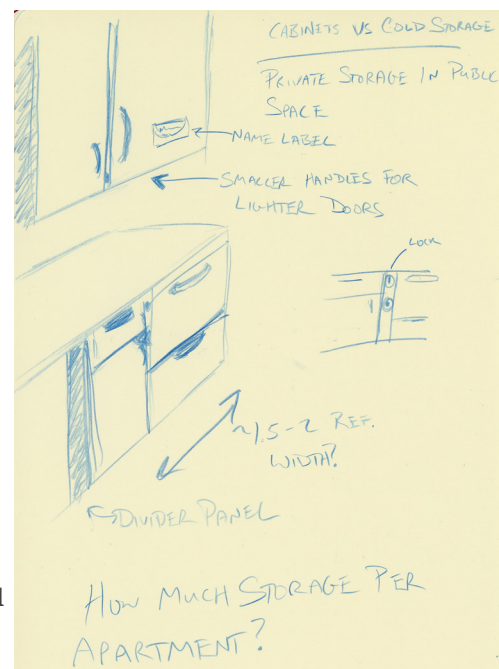 CABINETS VS COLD STORAGE
PRIVATE STORAGE IN PUBLIC
SPACE
NAME LABEL
SMALLER HANDLES FOR
LIGHTER DOORS
LOCK
~1.5-2 REF.
WIDTH?
DIVIDER PANEL
HOW MUCH STORAGE PER
APARTMENT?